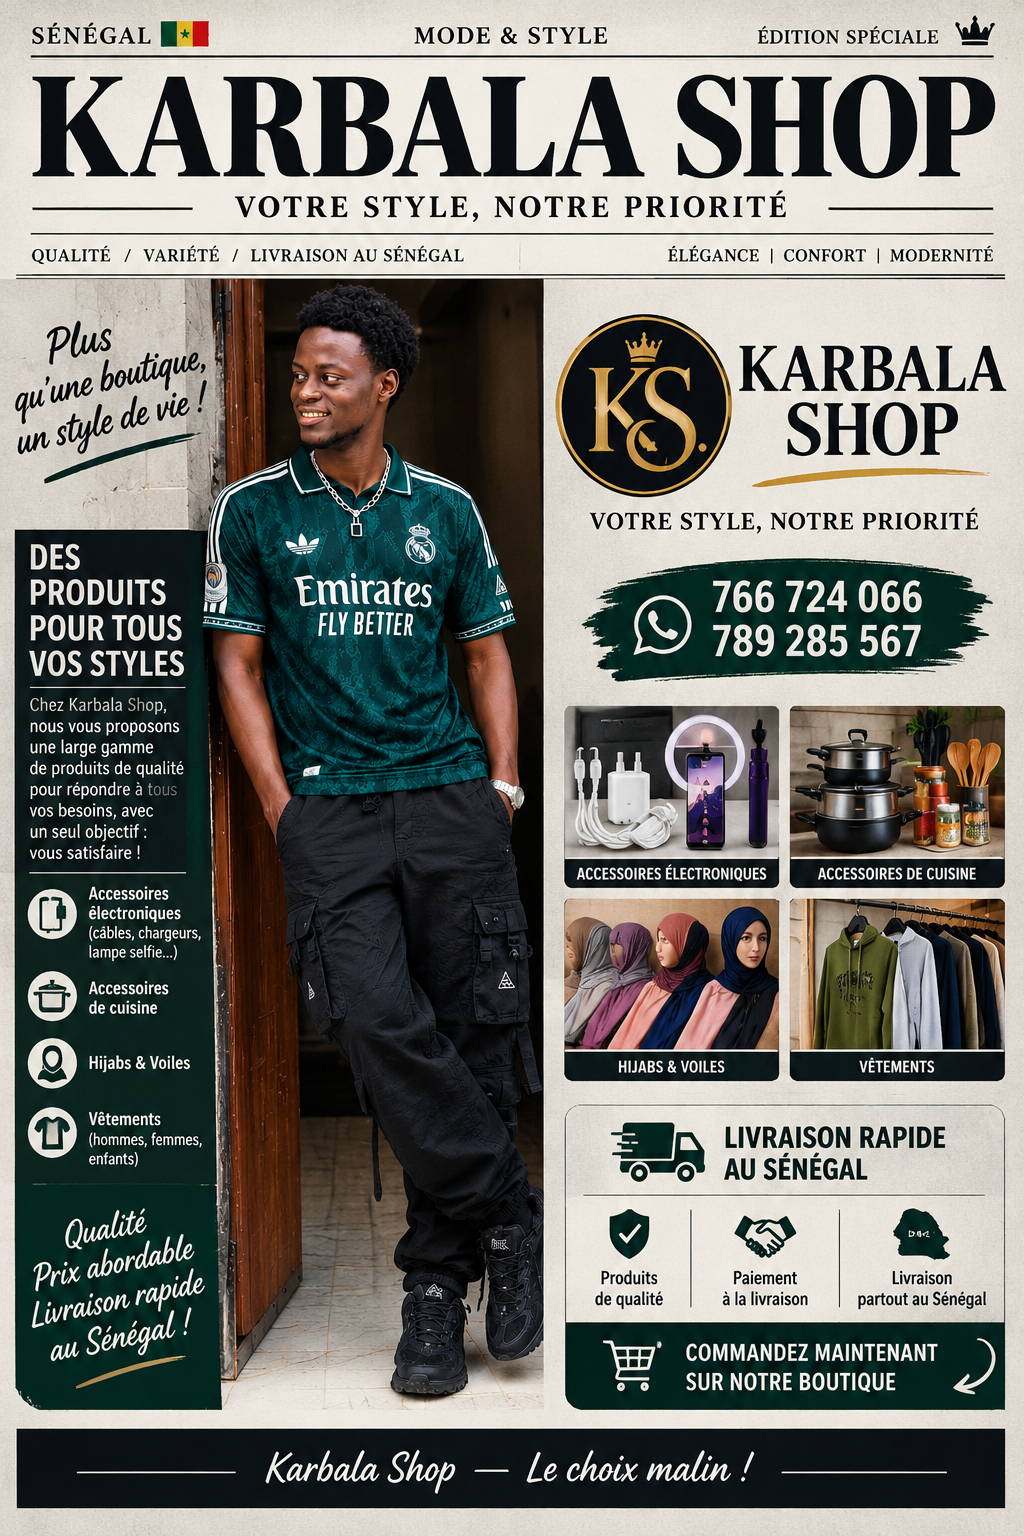 SÉNÉGAL
MODE & STYLE
ÉDITION SPÉCIALE
KARBALA SHOP
VOTRE STYLE, NOTRE PRIORITÉ
QUALITÉ / VARIÉTÉ / LIVRAISON AU SÉNÉGAL
ÉLÉGANCE | CONFORT | MODERNITÉ
Plus
qu'une boutique,
un style de vie !
DES
PRODUITS
POUR TOUS
VOS STYLES
Chez Karbala Shop,
nous vous proposons
une large gamme
de produits de qualité
pour répondre à tous
vos besoins, avec
un seul objectif :
vous satisfaire !
Accessoires
électroniques
(câbles, chargeurs,
lampe selfie...)
Accessoires
de cuisine
Hijabs & Voiles
Vêtements
(hommes, femmes,
enfants)
Qualité
Prix abordable
Livraison rapide
au Sénégal !
Emirates
FLY BETTER
KS.
KARBALA
SHOP
VOTRE STYLE, NOTRE PRIORITÉ
766 724 066
789 285 567
ACCESSOIRES ÉLECTRONIQUES
ACCESSOIRES DE CUISINE
HIJABS & VOILES
VÊTEMENTS
LIVRAISON RAPIDE
AU SÉNÉGAL
Produits
de qualité
Paiement
à la livraison
Livraison
partout au Sénégal
COMMANDEZ MAINTENANT
SUR NOTRE BOUTIQUE
Karbala Shop — Le choix malin !